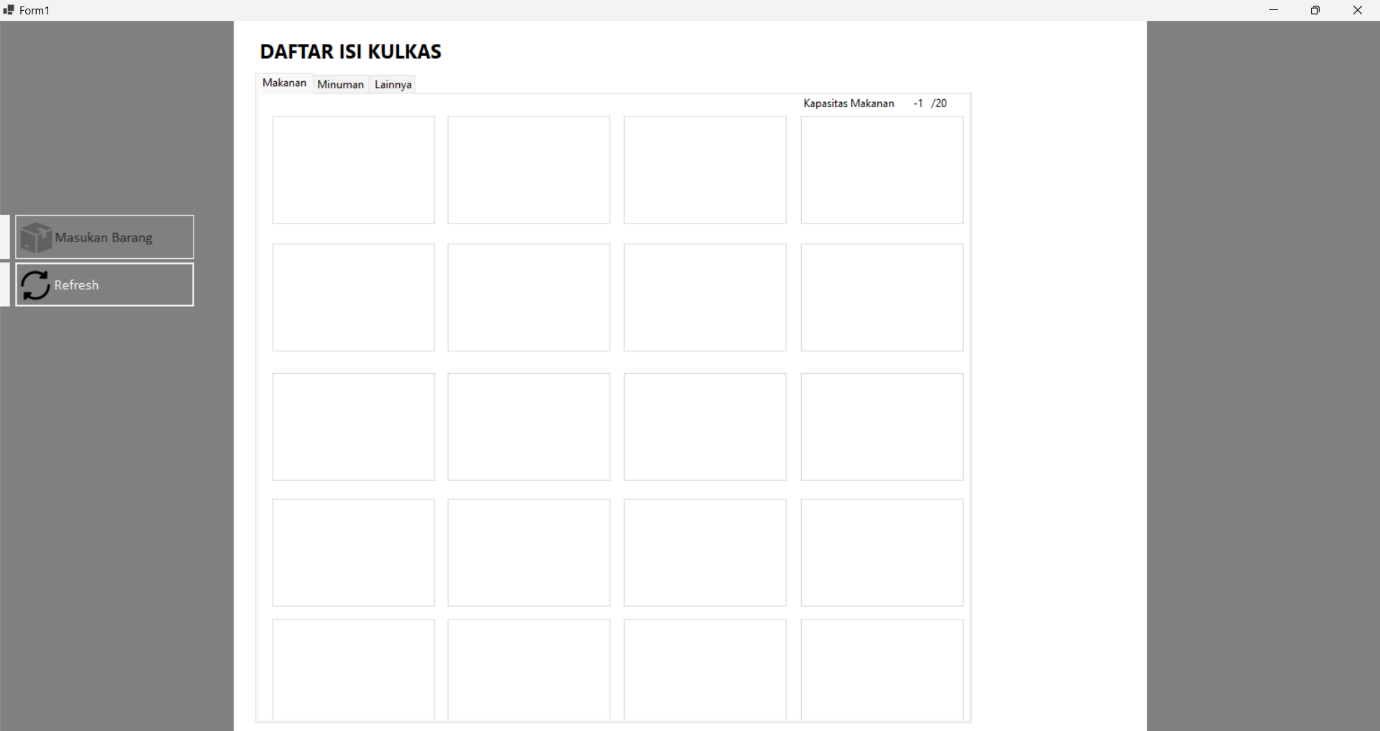 Form1
DAFTAR ISI KULKAS
Makanan Minuman Lainnya
Kapasitas Makanan -1 /20
Masukan Barang
Refresh